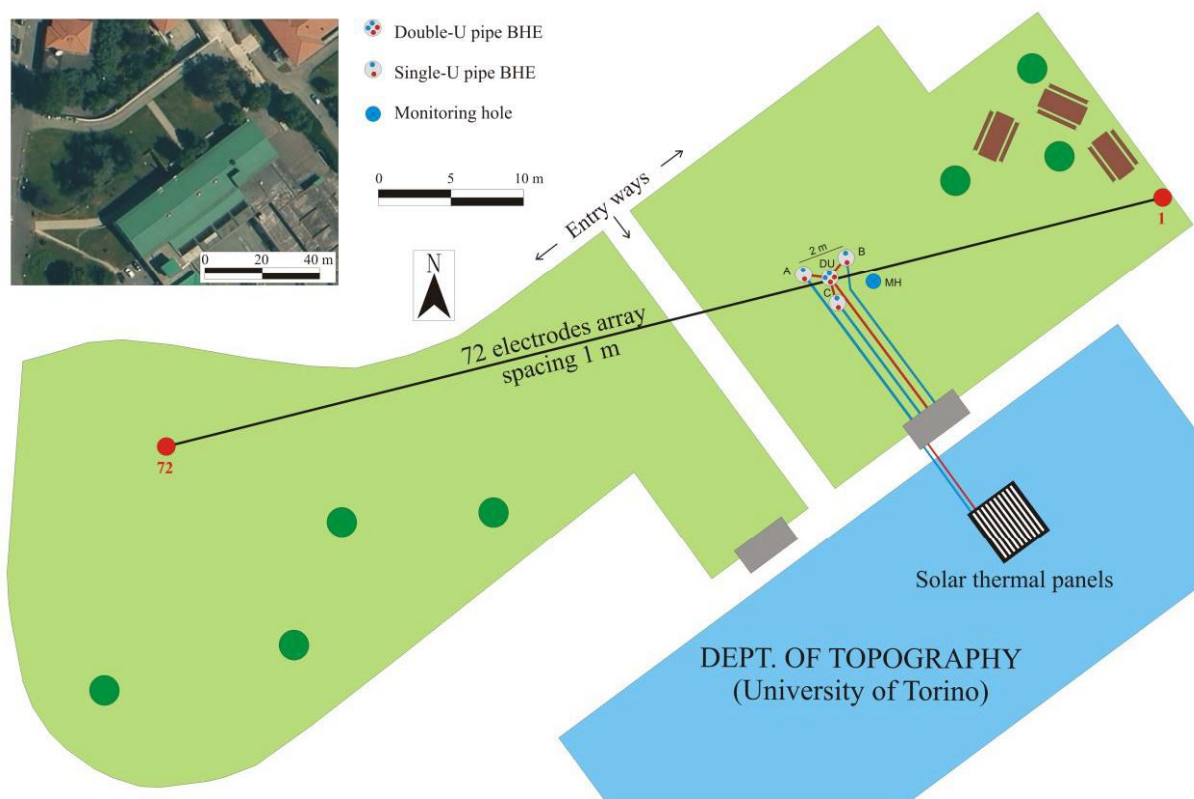 Double-U pipe BHE
Single-U pipe BHE
Monitoring hole
0 5 10 m
0 20 40 m
N
Entry ways
1
2 m
A
DU
B
C
MH
72 electrodes array
spacing 1 m
72
Solar thermal panels
DEPT. OF TOPOGRAPHY
(University of Torino)